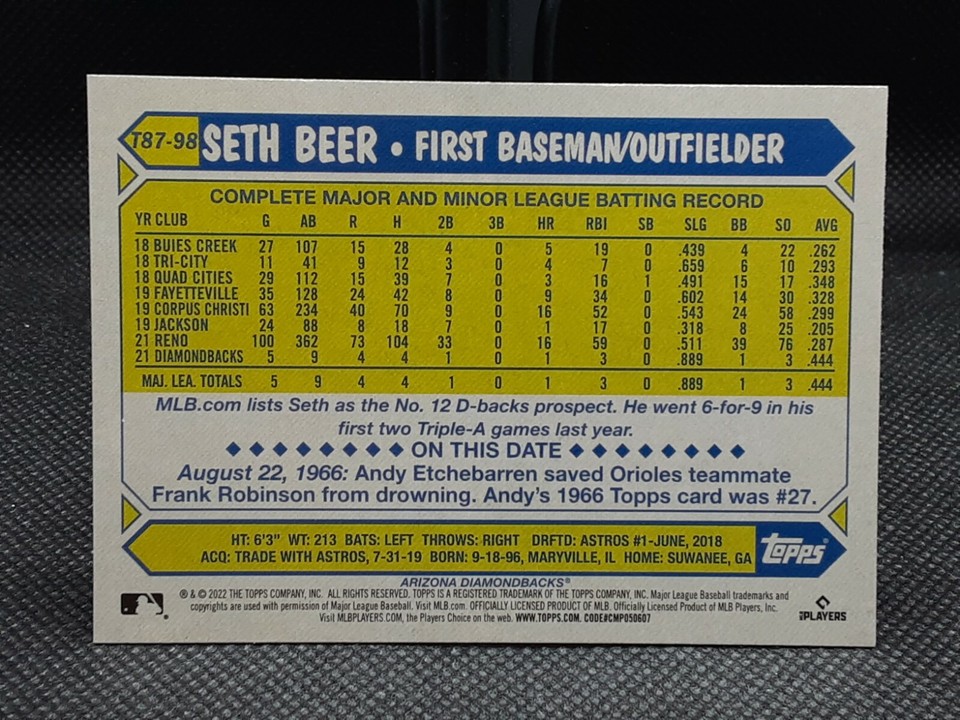 T87-98 SETH BEER • FIRST BASEMAN/OUTFIELDER
COMPLETE MAJOR AND MINOR LEAGUE BATTING RECORD
YR CLUB G AB R H 2B 3B HR RBI SB SLG BB SO AVG
18 BUIES CREEK 27 107 15 28 4 0 5 19 0 .439 4 22 .262
18 TRI-CITY 11 41 9 12 3 0 4 7 0 .659 6 10 .293
18 QUAD CITIES 29 112 15 39 7 0 3 16 1 .491 15 17 .348
19 FAYETTEVILLE 35 128 24 42 8 0 9 34 0 .602 14 30 .328
19 CORPUS CHRISTI 63 234 40 70 9 0 16 52 0 .543 24 58 .299
19 JACKSON 24 88 8 18 7 0 1 17 0 .318 8 25 .205
21 RENO 100 362 73 104 33 0 16 59 0 .511 39 76 .287
21 DIAMONDBACKS 5 9 4 4 1 0 1 3 0 .889 1 3 .444
MAJ. LEA. TOTALS 5 9 4 4 1 0 1 3 0 .889 1 3 .444
MLB.com lists Seth as the No. 12 D-backs prospect. He went 6-for-9 in his
first two Triple-A games last year.
ON THIS DATE
August 22, 1966: Andy Etchebarren saved Orioles teammate
Frank Robinson from drowning. Andy's 1966 Topps card was #27.
HT: 6'3" WT: 213 BATS: LEFT THROWS: RIGHT DRFTD: ASTROS #1-JUNE, 2018
ACQ: TRADE WITH ASTROS, 7-31-19 BORN: 9-18-96, MARYVILLE, IL HOME: SUWANEE, GA
TOPPS®
ARIZONA DIAMONDBACKS®
® & © 2022 THE TOPPS COMPANY, INC. ALL RIGHTS RESERVED. TOPPS IS A REGISTERED TRADEMARK OF THE TOPPS COMPANY, INC. Major League Baseball trademarks and
copyrights are used with permission of Major League Baseball. Visit MLB.com. OFFICIALLY LICENSED PRODUCT OF MLB. Officially Licensed Product of MLB Players, Inc.
Visit MLBPLAYERS.COM, the Players Choice on the web. WWW.TOPPS.COM. CODE#CMP050607
MLBPLAYERS